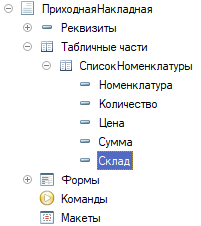 ПриходнаяНакладная
Реквизиты
Табличные части
СписокНоменклатуры
Номенклатура
Количество
Цена
Сумма
Склад
Формы
Команды
Макеты